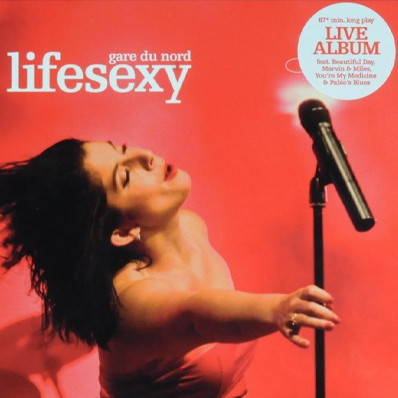 gare du nord
lifesexy
67+ min. long play
LIVE
ALBUM
feat. Beautiful Day,
Marvin & Miles,
You're My Medicine
& Pablo's Blues